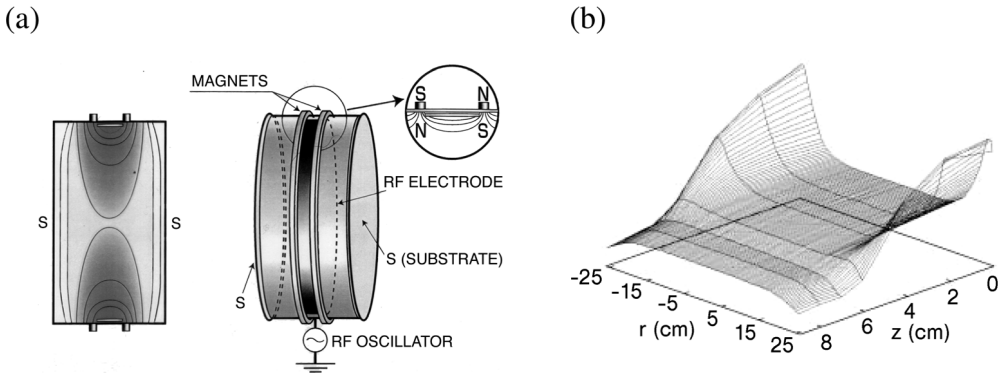 (a)
MAGNETS
S
N
N
S
RF ELECTRODE
S
S
S (SUBSTRATE)
S
RF OSCILLATOR
(b)
-25
-15
-5
5
15
25
r (cm)
8
6
4
2
0
z (cm)